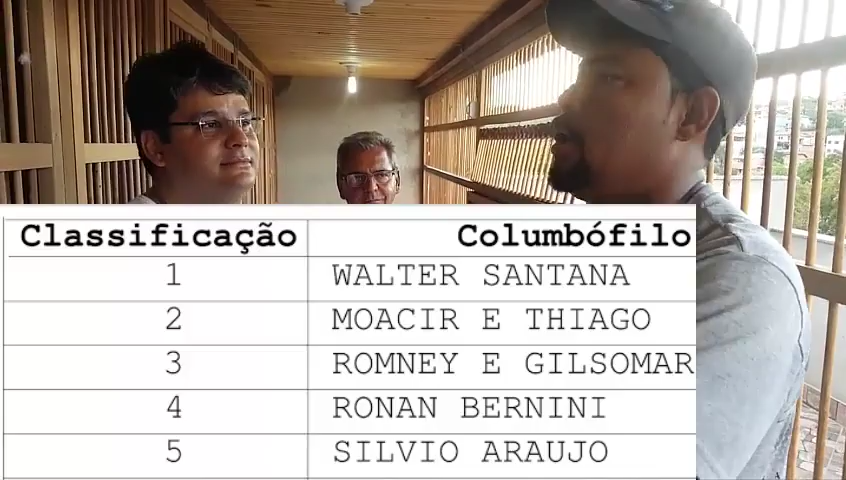 Classificação Columbófilo
1 WALTER SANTANA
2 MOACIR E THIAGO
3 ROMNEY E GILSOMAR
4 RONAN BERNINI
5 SILVIO ARAUJO